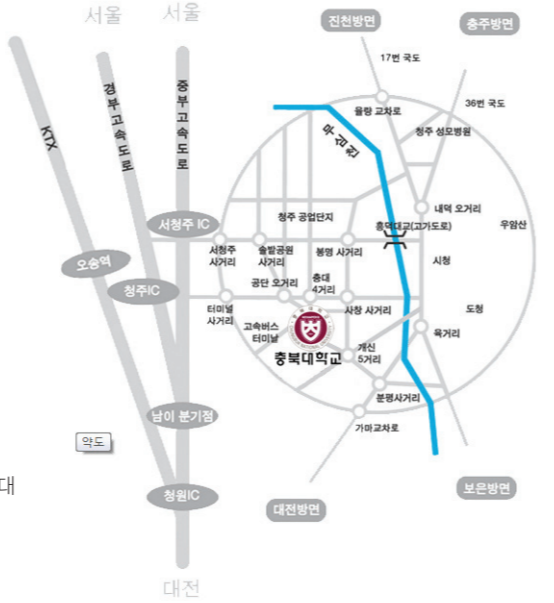 서울
서울
진천방면
충주방면
17번 국도
36번 국도
KTX
경부고속도로
중부고속도로
율량 교차로
무심천
청주 성모병원
서청주 IC
청주 공업단지
내덕 오거리
흥덕대교(고가도로)
우암산
서청주
사거리
솔밭공원
사거리
봉명 사거리
시청
오송역
청주IC
공단 오거리
충대
4거리
터미널
사거리
사창 사거리
도청
고속버스
터미널
육거리
충북대학교
개신
5거리
분평사거리
남이 분기점
가마교차로
약도
대
청원IC
대전방면
보은방면
대전